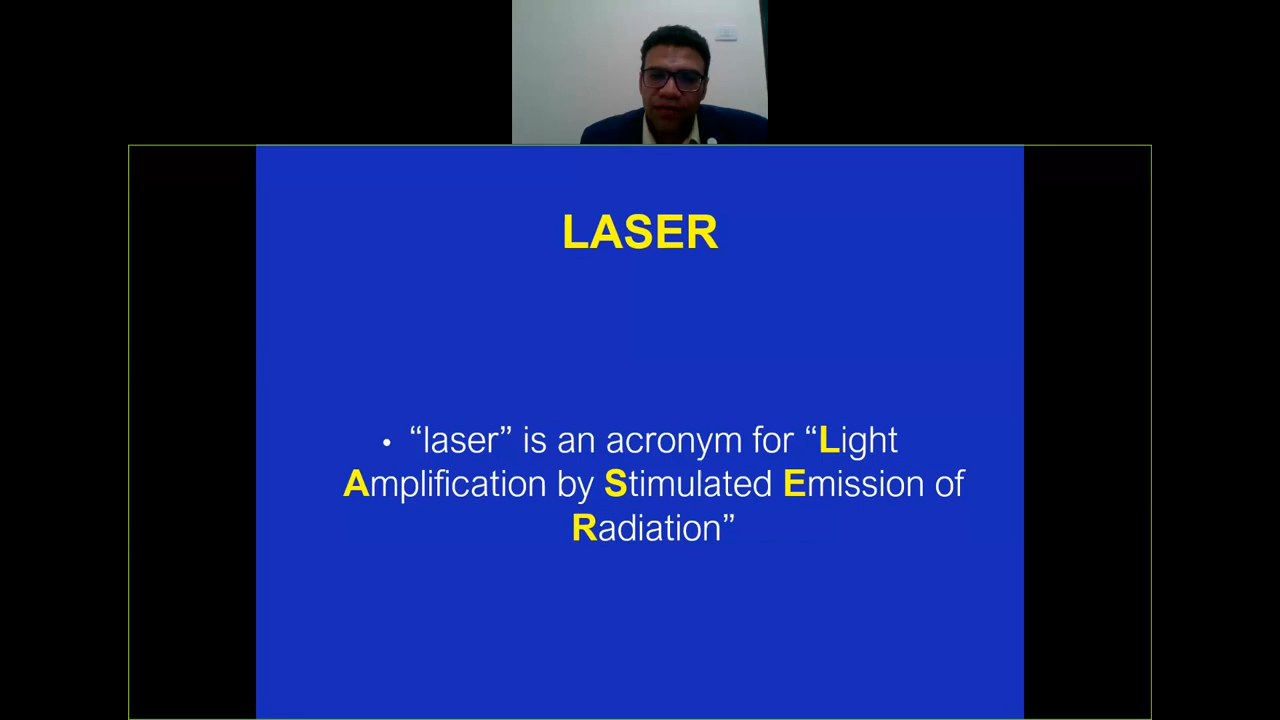 LASER
• “laser” is an acronym for “Light
Amplification by Stimulated Emission of
Radiation”